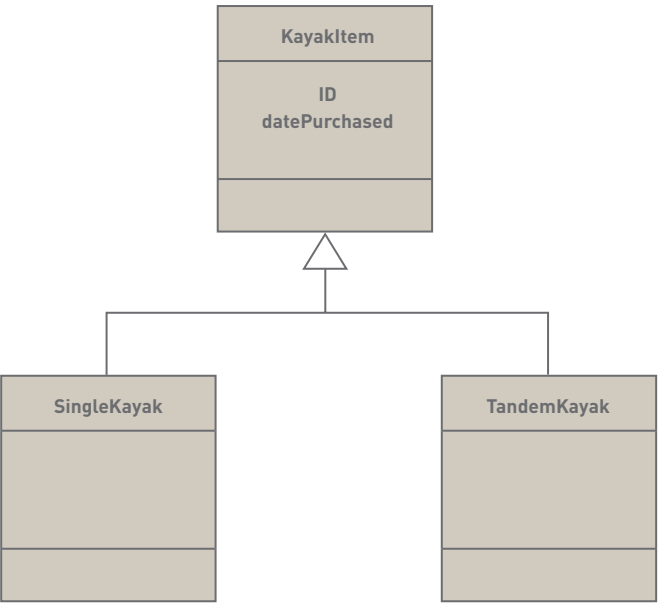 KayakItem
ID
datePurchased
SingleKayak
TandemKayak